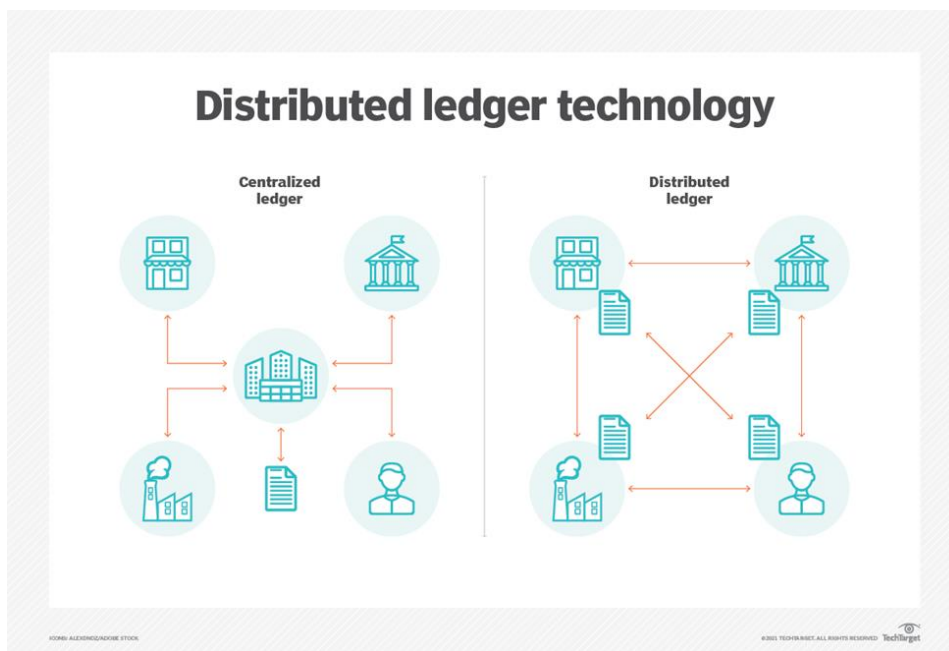 Distributed ledger technology
Centralized
ledger
Distributed
ledger
ICONS: ALEXDNDZ/ADOBE STOCK
©2021 TECHTARGET. ALL RIGHTS RESERVED TechTarget